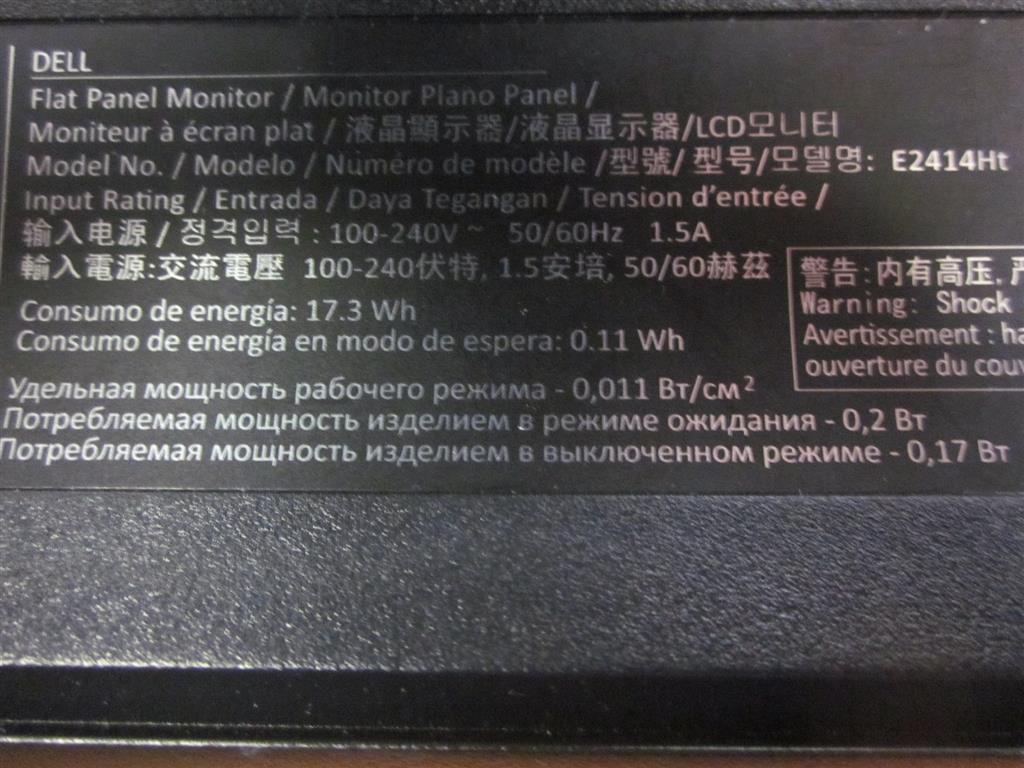 DELL
Flat Panel Monitor / Monitor Plano Panel /
Moniteur à écran plat / 液晶顯示器/液晶显示器/LCD모니터
Model No. / Modelo / Número de modèle /型號/ 型号/모델명: E2414Ht
Input Rating / Entrada / Daya Tegangan / Tension d'entrée /
输入电源 / 정격입력 : 100-240V ~ 50/60Hz 1.5A
輸入電源:交流電壓 100-240伏特, 1.5安培, 50/60赫茲
Consumo de energía: 17.3 Wh
Consumo de energía en modo de espera: 0.11 Wh
Удельная мощность рабочего режима - 0,011 Вт/см²
Потребляемая мощность изделием в режиме ожидания - 0,2 Вт
Потребляемая мощность изделием в выключенном режиме - 0,17 Вт
警告: 内有高压, 严
Warning: Shock
Avertissement : ha
ouverture du couv